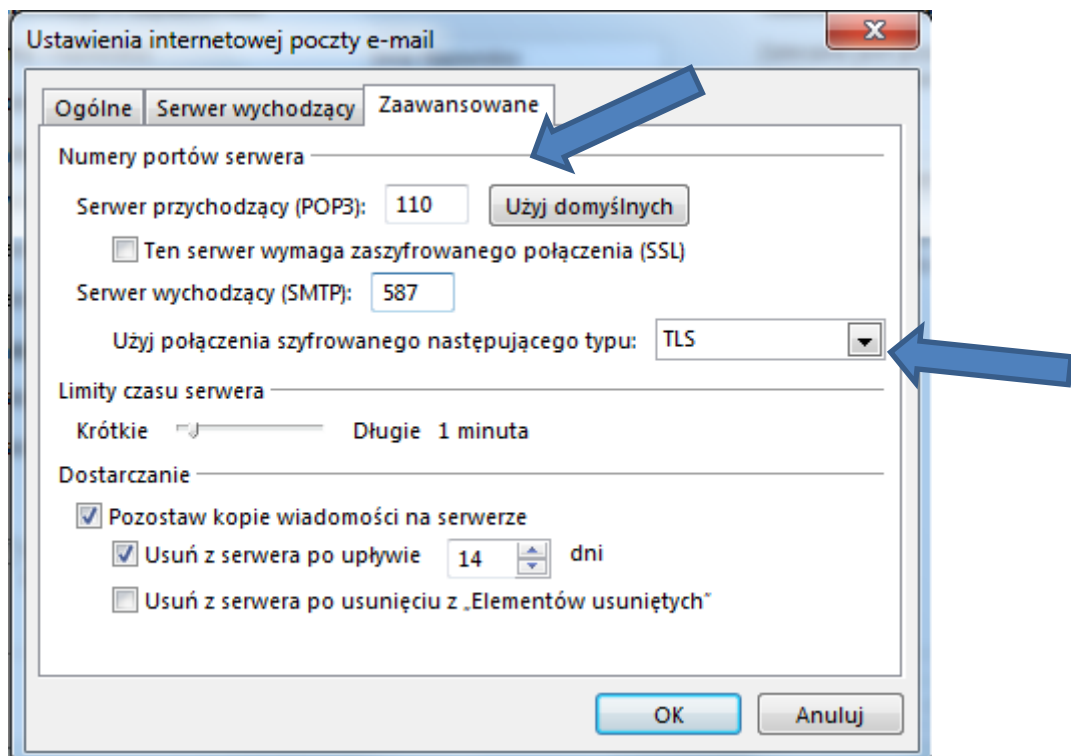 Ustawienia internetowej poczty e-mail
Ogólne Serwer wychodzący Zaawansowane
Numery portów serwera
Serwer przychodzący (POP3): 110 Użyj domyślnych
Ten serwer wymaga zaszyfrowanego połączenia (SSL)
Serwer wychodzący (SMTP): 587
Użyj połączenia szyfrowanego następującego typu: TLS
Limity czasu serwera
Krótkie Długie 1 minuta
Dostarczanie
Pozostaw kopie wiadomości na serwerze
Usuń z serwera po upływie 14 dni
Usuń z serwera po usunięciu z „Elementów usuniętych”
OK Anuluj